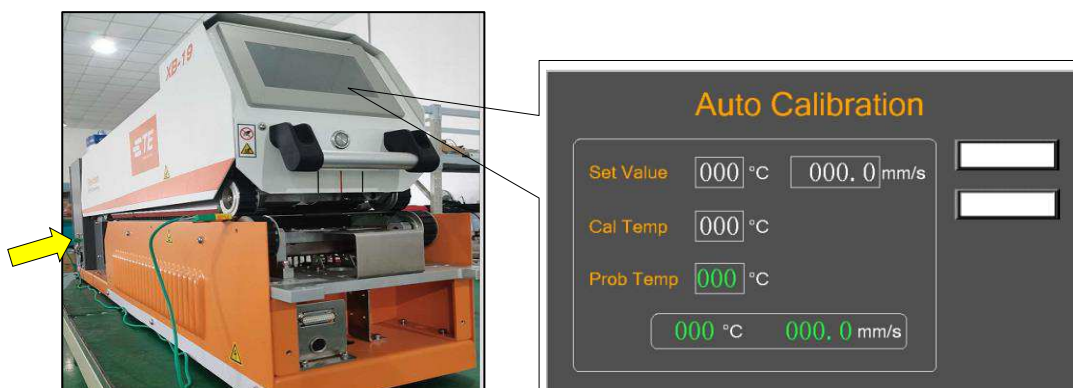 XB-19
TE
Auto Calibration
Set Value 000 °C 000.0 mm/s
Cal Temp 000 °C
Prob Temp 000 °C
000 °C 000.0 mm/s